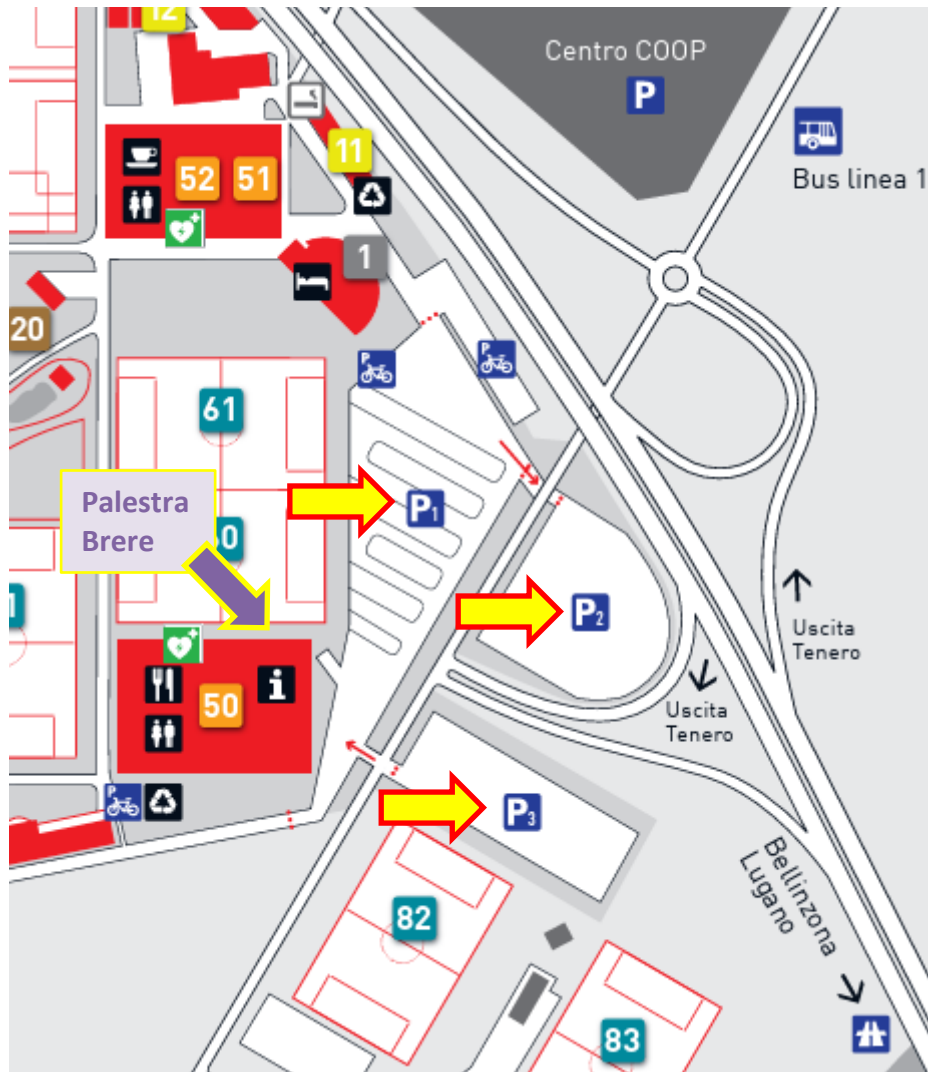 12
Centro COOP
P
Bus linea 1
11
52
51
1
20
P
P
61
Palestra
Brere
P1
60
P2
Uscita
Tenero
Uscita
Tenero
i
50
P
P3
Bellinzona
Lugano
82
83